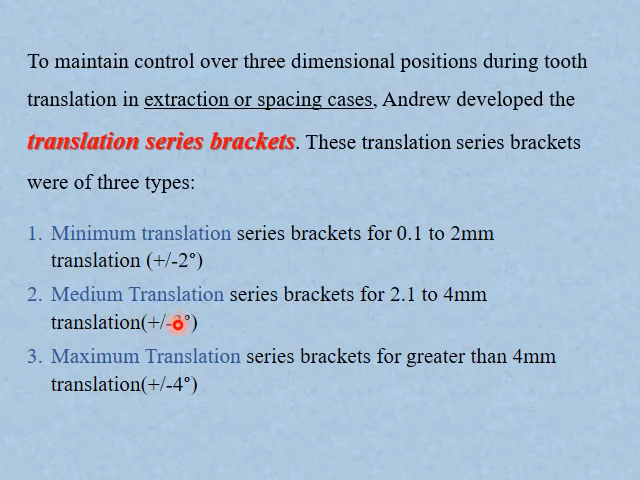 To maintain control over three dimensional positions during tooth
translation in extraction or spacing cases, Andrew developed the
translation series brackets. These translation series brackets
were of three types:
1. Minimum translation series brackets for 0.1 to 2mm
translation (+/-2°)
2. Medium Translation series brackets for 2.1 to 4mm
translation(+/- °)
3. Maximum Translation series brackets for greater than 4mm
translation(+/-4°)